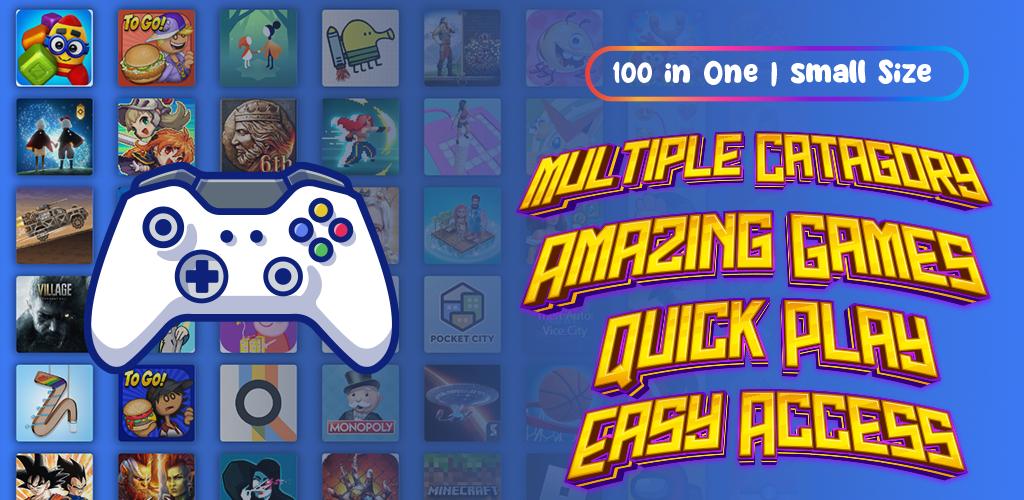 TO GO!
100 in One | Small Size
6th
MULTIPLE CATAGORY
AMAZING GAMES
VILLAGE
POCKET CITY
Vice City
QUICK PLAY
TO GO!
MONOPOLY
EASY ACCESS
MINECRAFT